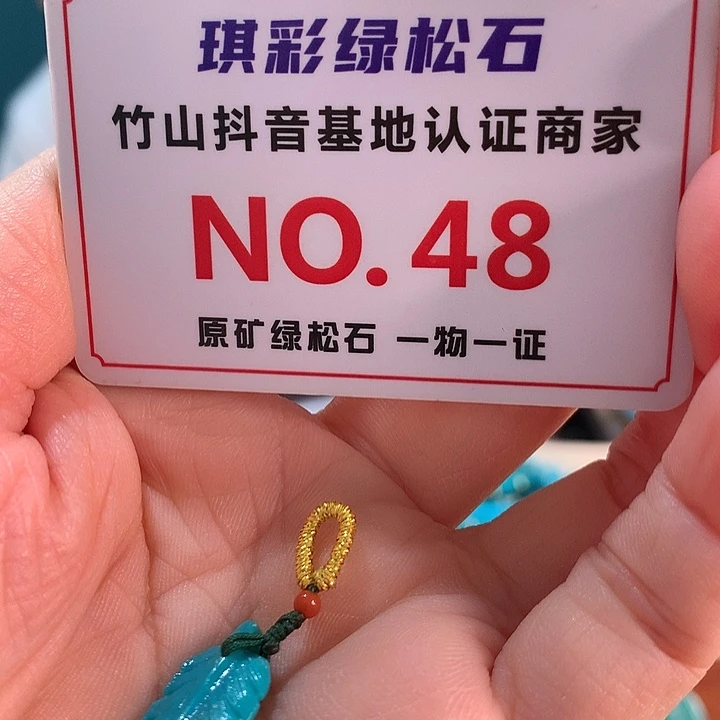 琪彩绿松石
竹山抖音基地认证商家
NO.48
原矿绿松石 一物一证